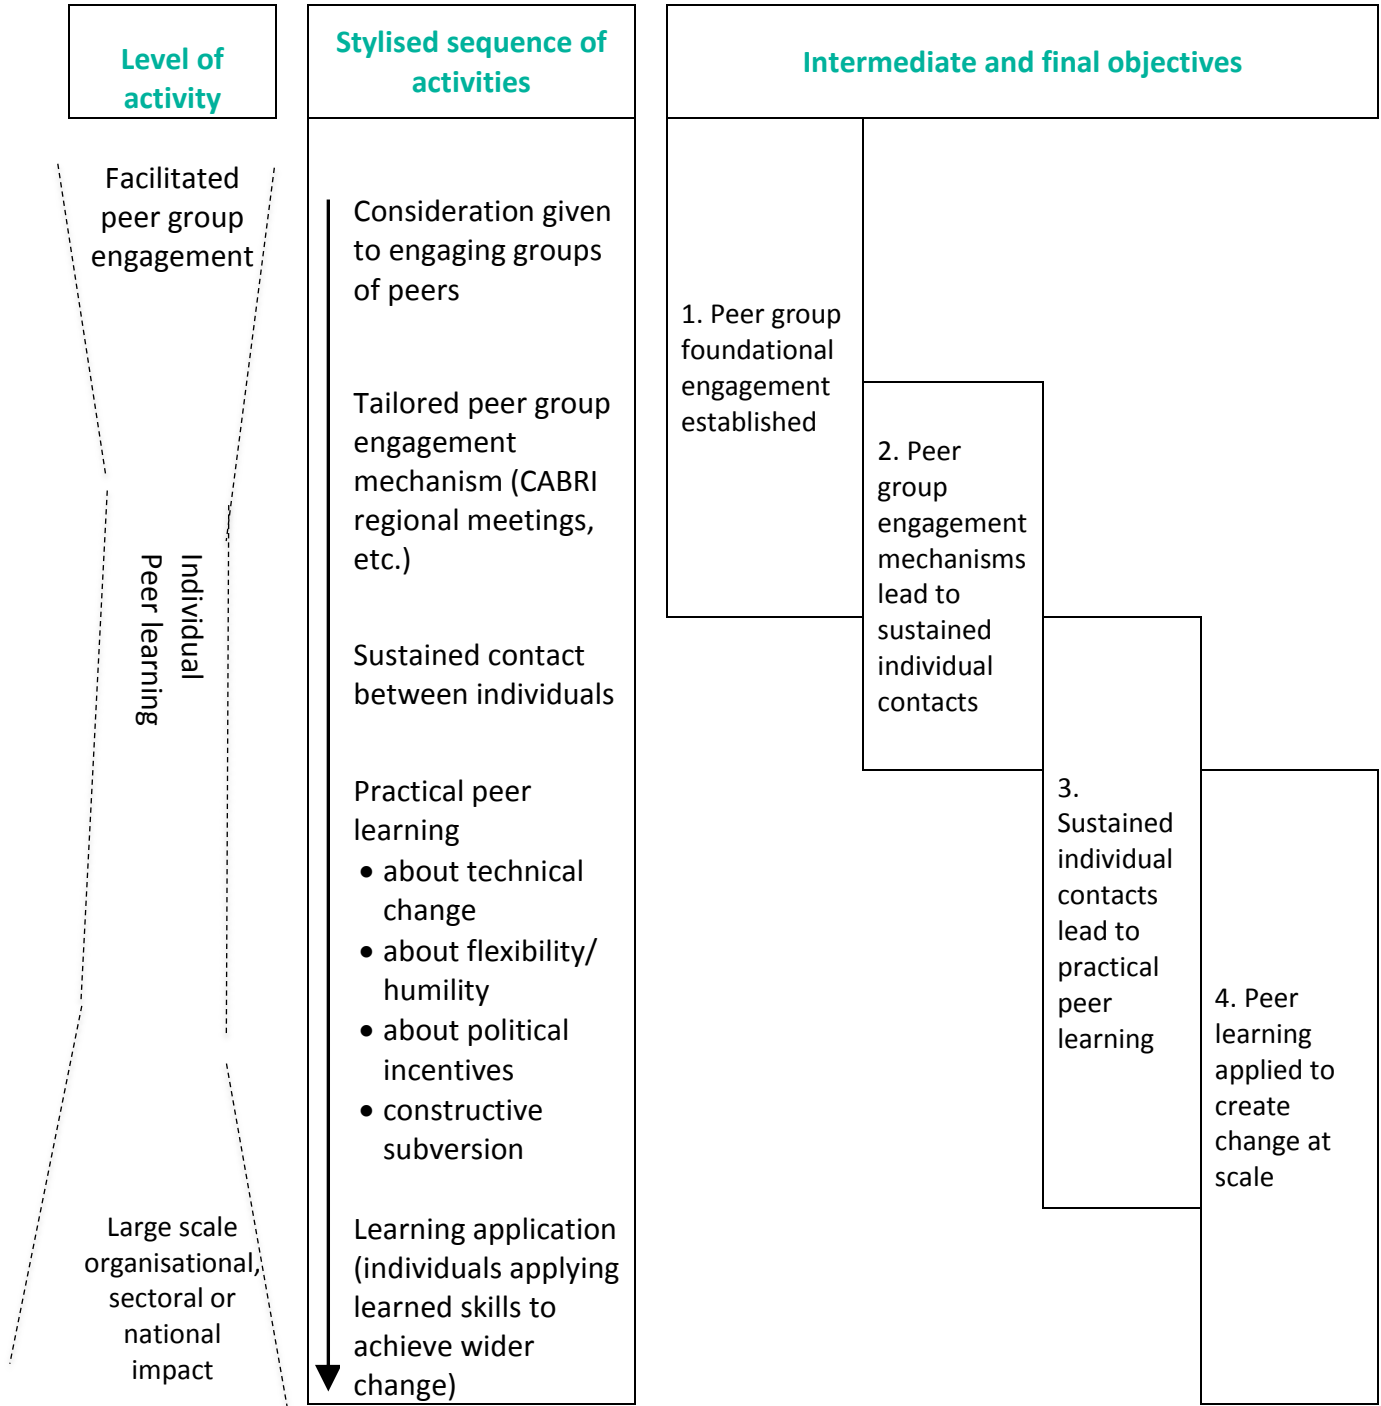 Level of
activity
Stylised sequence of
activities
Intermediate and final objectives
Facilitated
peer group
engagement
Individual
Peer learning
Large scale
organisational,
sectoral or
national
impact
Consideration given
to engaging groups
of peers
Tailored peer group
engagement
mechanism (CABRI
regional meetings,
etc.)
Sustained contact
between individuals
Practical peer
learning
• about technical
change
• about flexibility/
humility
• about political
incentives
• constructive
subversion
Learning application
(individuals applying
learned skills to
achieve wider
change)
1. Peer group
foundational
engagement
established
2. Peer
group
engagement
mechanisms
lead to
sustained
individual
contacts
3.
Sustained
individual
contacts
lead to
practical
peer
learning
4. Peer
learning
applied to
create
change at
scale